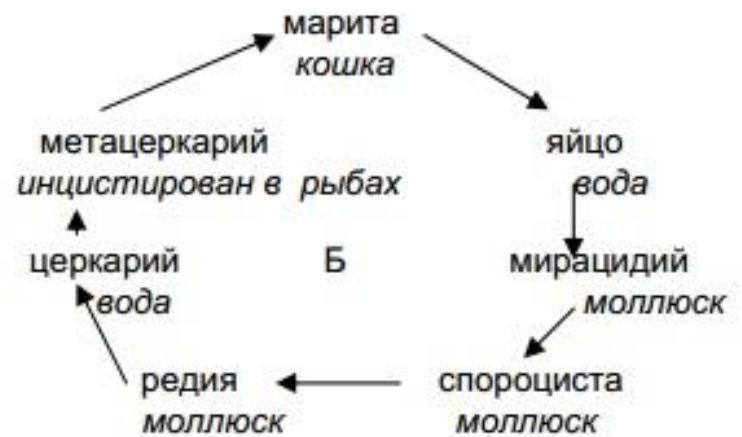 марита
кошка
метацеркарий
инцистирован в рыбах
яйцо
вода
церкарий
вода
Б
мирацидий
моллюск
редия
моллюск
спороциста
моллюск